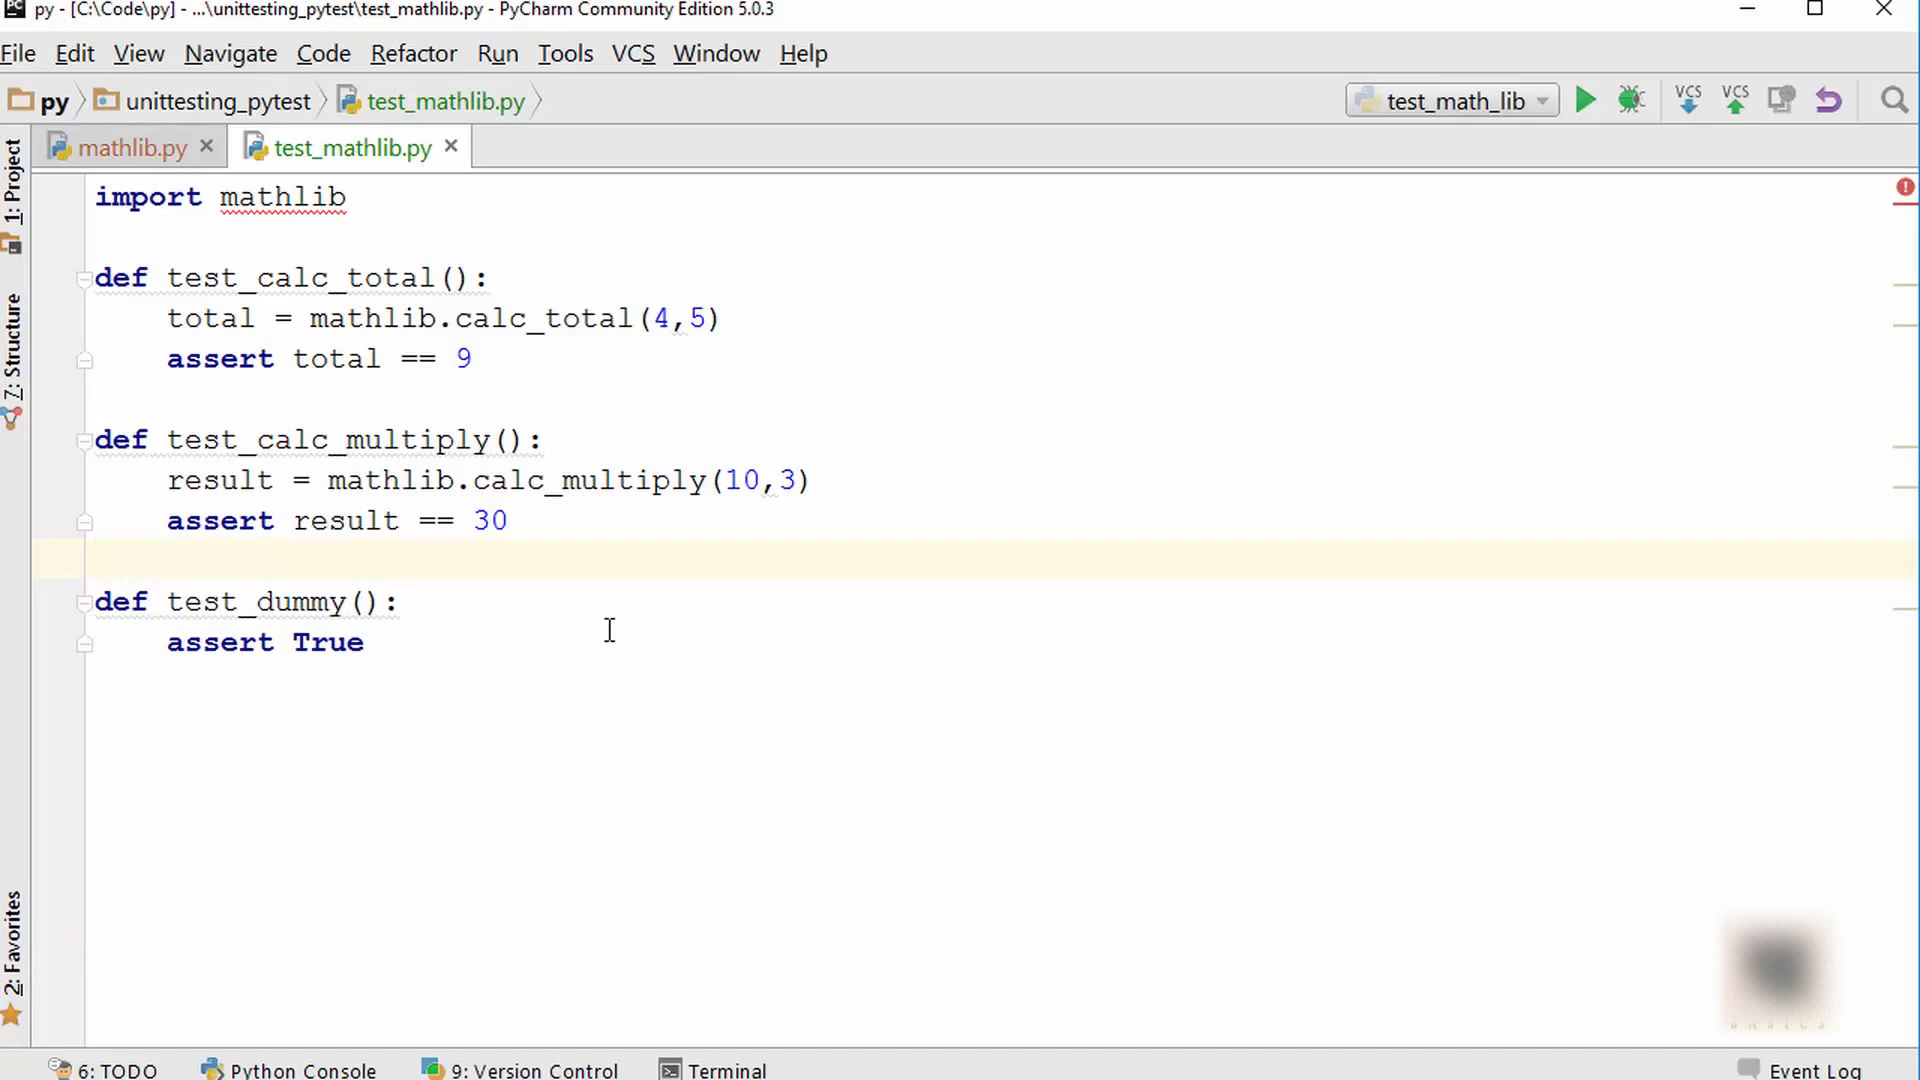 py - [C:\Code\py] - ...\unittesting_pytest\test_mathlib.py - PyCharm Community Edition 5.0.3
File Edit View Navigate Code Refactor Run Tools VCS Window Help
py unittesting_pytest test_mathlib.py test_math_lib VCS VCS
mathlib.py test_mathlib.py
1: Project
7: Structure
2: Favorites
import mathlib
def test_calc_total():
total = mathlib.calc_total(4,5)
assert total == 9
def test_calc_multiply():
result = mathlib.calc_multiply(10,3)
assert result == 30
def test_dummy():
assert True
6: TODO Python Console 9: Version Control Terminal Event Log